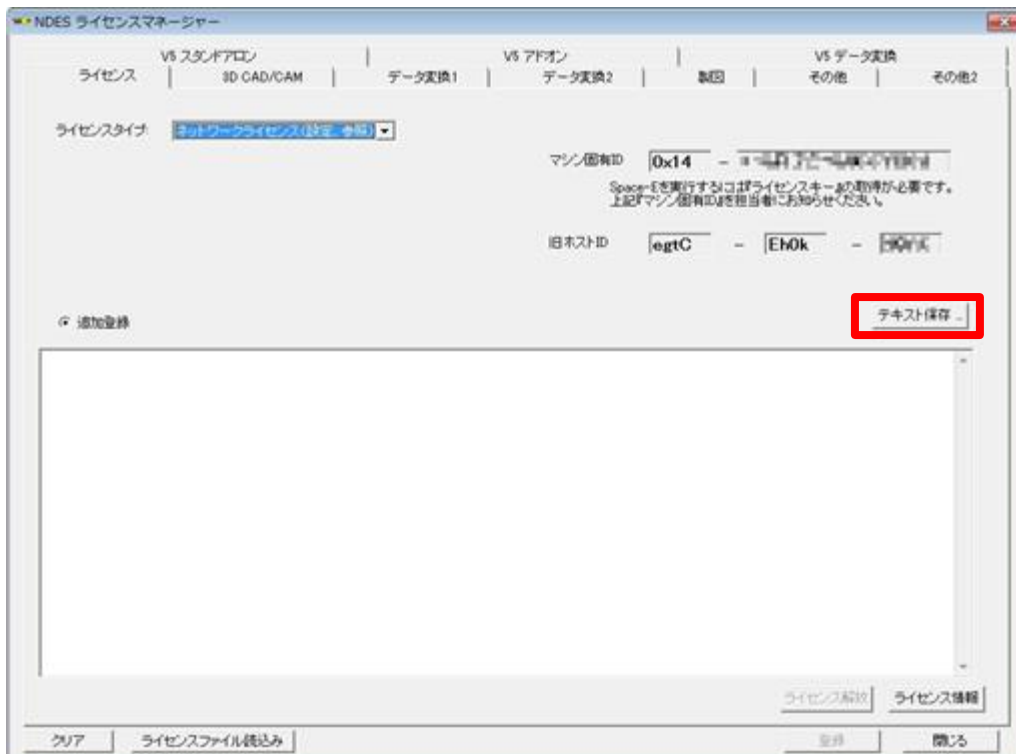 NDES ライセンスマネージャー
V5 スタンドアロン V5 アドオン V5 データ変換
ライセンス 3D CAD/CAM データ変換1 データ変換2 製図 その他 その他2
ライセンスタイプ: ネットワークライセンス(設定、参照)
マシン固有ID 0x14 -
Space-Eを実行するには『ライセンスキー』の取得が必要です。
上記『マシン固有ID』を担当者にお知らせください。
旧ホストID egtC - Eh0k -
追加登録 テキスト保存 ..
ライセンス解放 ライセンス情報
クリア ライセンスファイル読込み 登録 閉じる